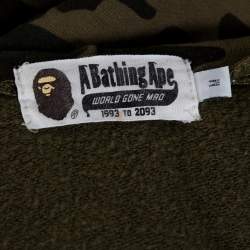 A Bathing Ape
WORLD GONE MAD
®
1993 TO 2093